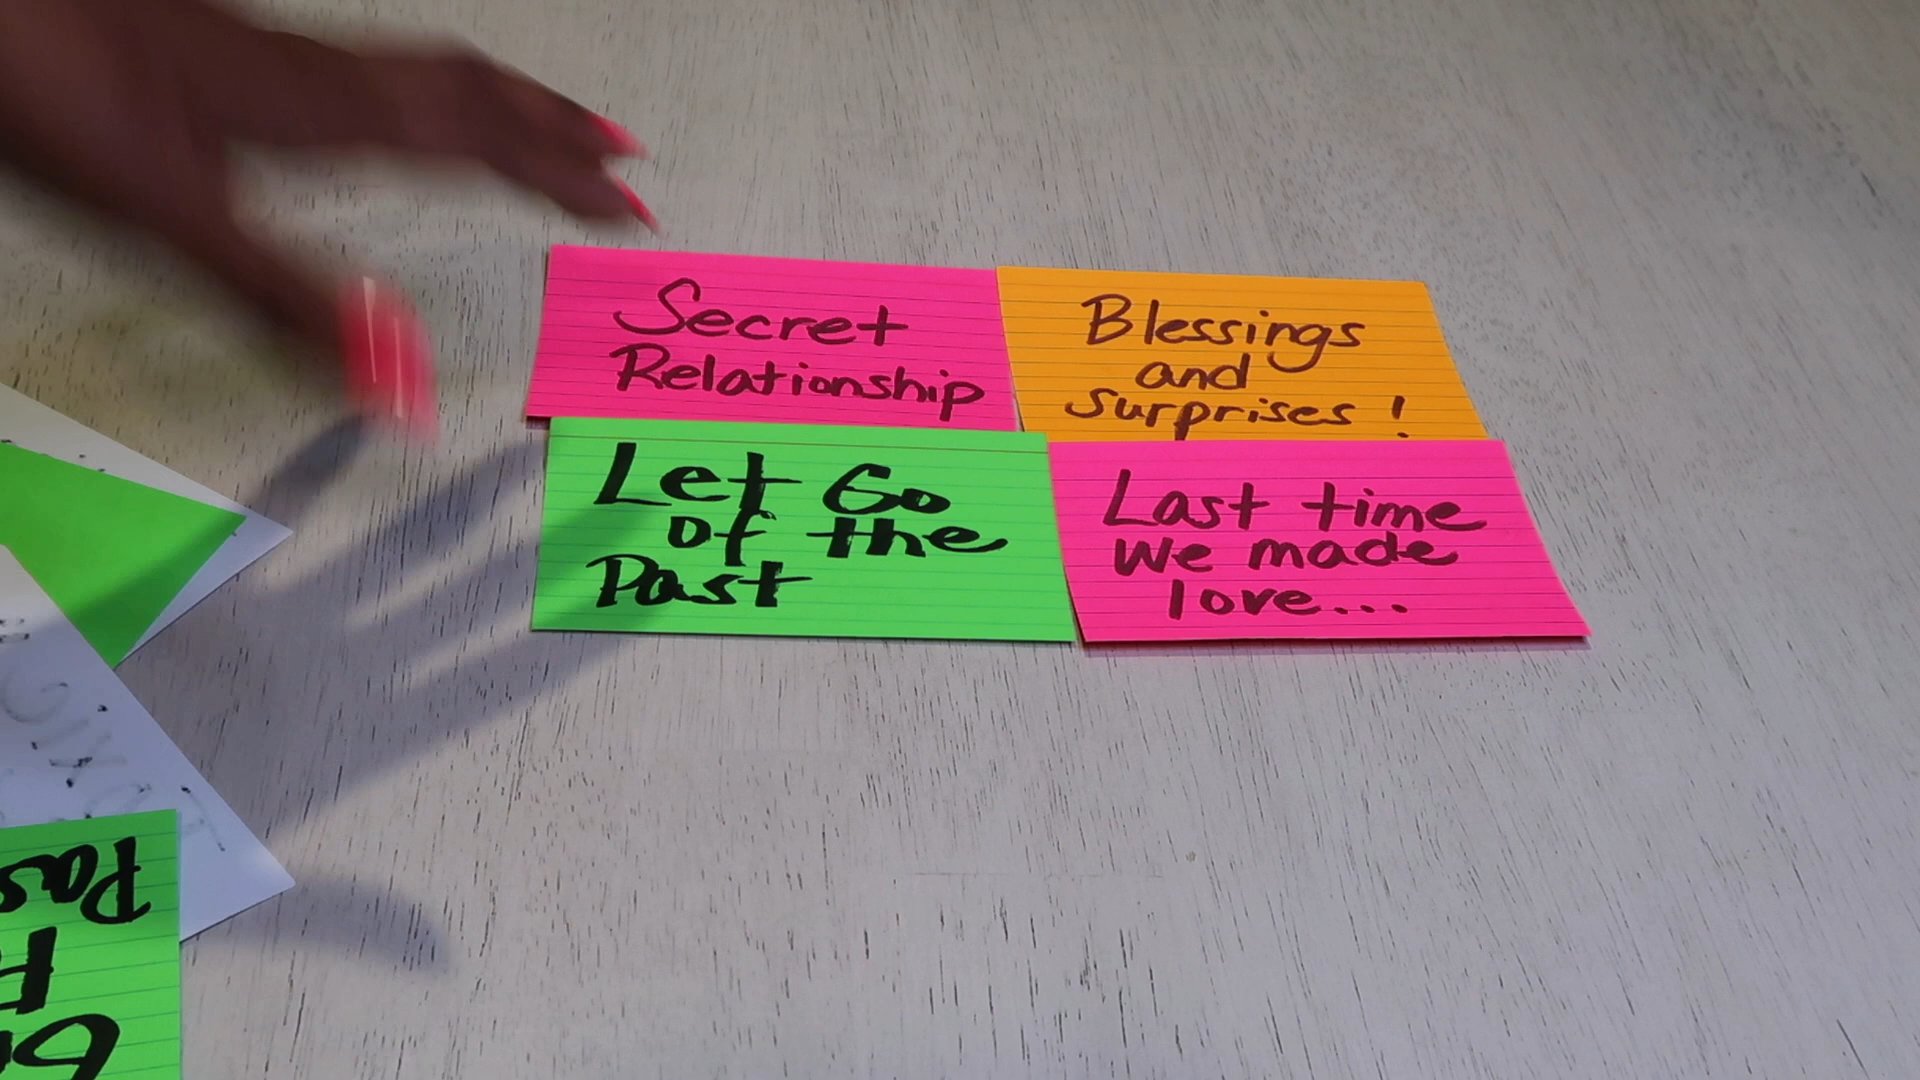 Secret
Relationship
Blessings
and
surprises!
Let Go
of the
Past
Last time
we made
love...